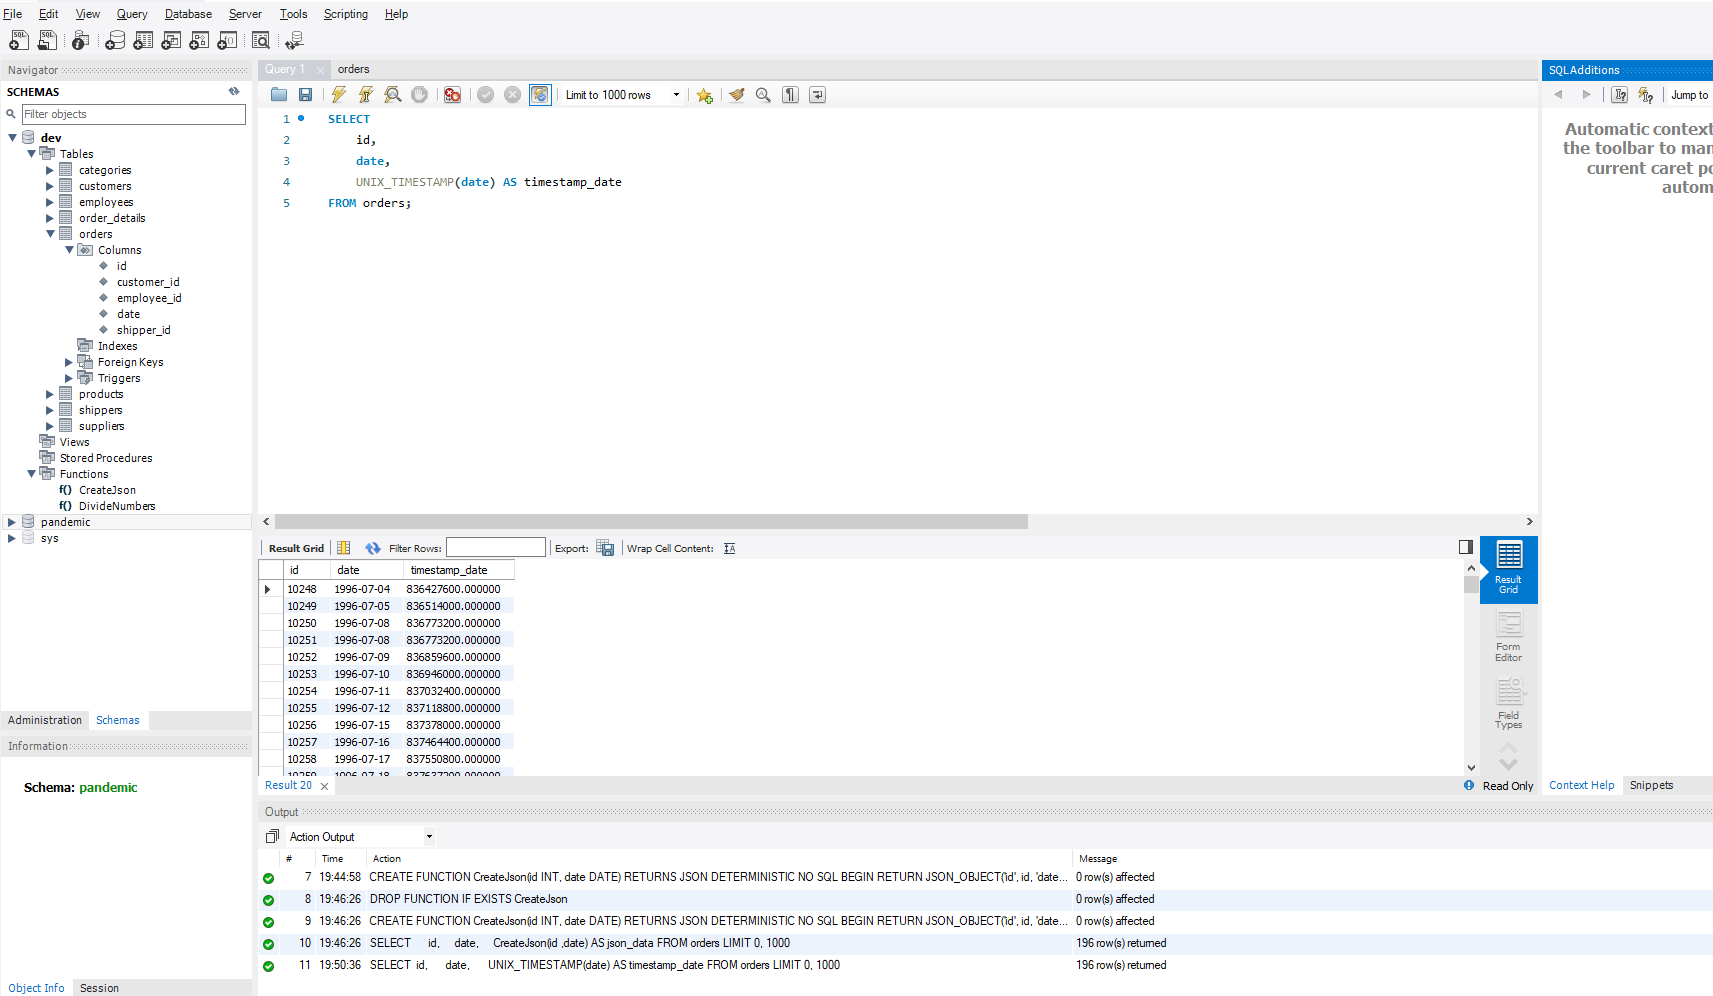 File Edit View Query Database Server Tools Scripting Help
Navigator
SCHEMAS
Filter objects
dev
Tables
categories
customers
employees
order_details
orders
Columns
id
customer_id
employee_id
date
shipper_id
Indexes
Foreign Keys
Triggers
products
shippers
suppliers
Views
Stored Procedures
Functions
f() CreateJson
f() DivideNumbers
pandemic
sys
Administration Schemas
Information
Schema: pandemic
Object Info Session
Query 1 orders
Limit to 1000 rows
1 SELECT
2 id,
3 date,
4 UNIX_TIMESTAMP(date) AS timestamp_date
5 FROM orders;
Result Grid Filter Rows: Export: Wrap Cell Content:
id date timestamp_date
10248 1996-07-04 836427600.000000
10249 1996-07-05 836514000.000000
10250 1996-07-08 836773200.000000
10251 1996-07-08 836773200.000000
10252 1996-07-09 836859600.000000
10253 1996-07-10 836946000.000000
10254 1996-07-11 837032400.000000
10255 1996-07-12 837118800.000000
10256 1996-07-15 837378000.000000
10257 1996-07-16 837464400.000000
10258 1996-07-17 837550800.000000
10259 1996-07-18 837637200.000000
Result
Grid
Form
Editor
Field
Types
Result 20
Read Only
SQLAdditions
Jump to
Automatic context
the toolbar to man
current caret po
autom
Context Help Snippets
Output
Action Output
# Time Action Message
7 19:44:58 CREATE FUNCTION CreateJson(id INT, date DATE) RETURNS JSON DETERMINISTIC NO SQL BEGIN RETURN JSON_OBJECT('id', id, 'date... 0 row(s) affected
8 19:46:26 DROP FUNCTION IF EXISTS CreateJson 0 row(s) affected
9 19:46:26 CREATE FUNCTION CreateJson(id INT, date DATE) RETURNS JSON DETERMINISTIC NO SQL BEGIN RETURN JSON_OBJECT('id', id, 'date... 0 row(s) affected
10 19:46:26 SELECT id, date, CreateJson(id ,date) AS json_data FROM orders LIMIT 0, 1000 196 row(s) returned
11 19:50:36 SELECT id, date, UNIX_TIMESTAMP(date) AS timestamp_date FROM orders LIMIT 0, 1000 196 row(s) returned